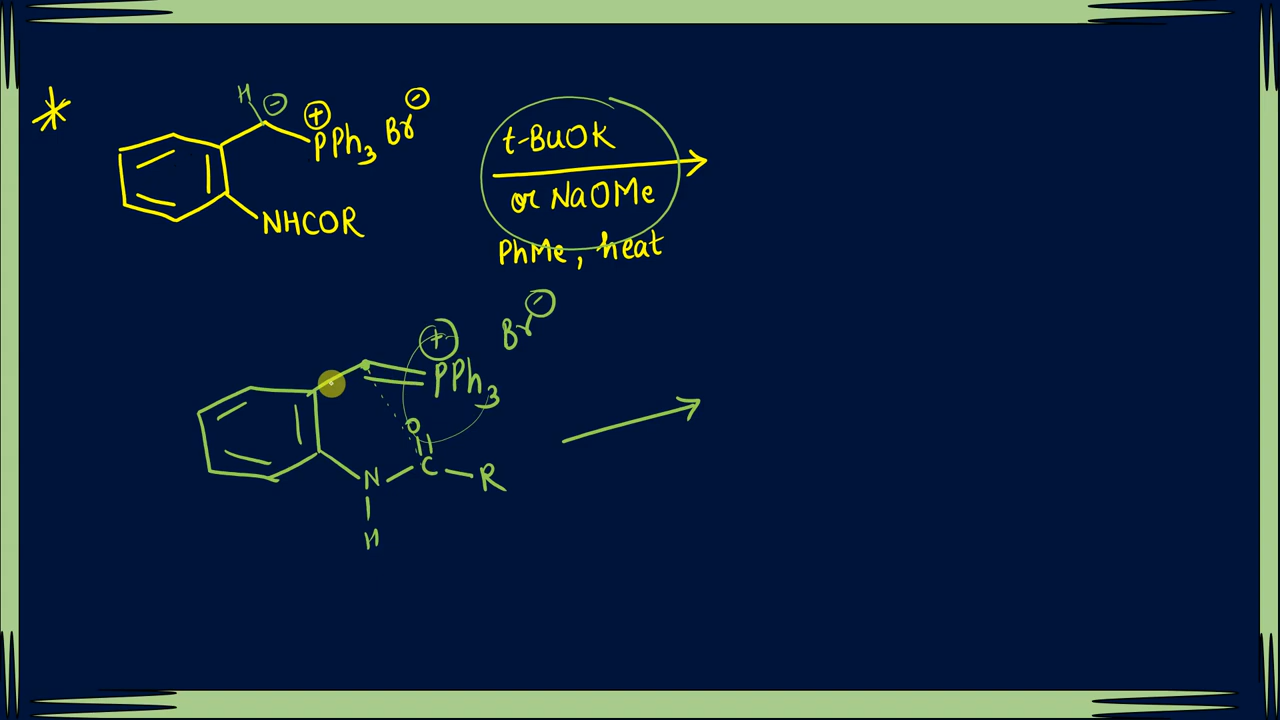 *
H ⊖
⊕
PPh3 Br ⊖
NHCOR
t-BuOK
or NaOMe
PhMe, heat
⊕
PPh3
Br ⊖
O
N
C
R
H